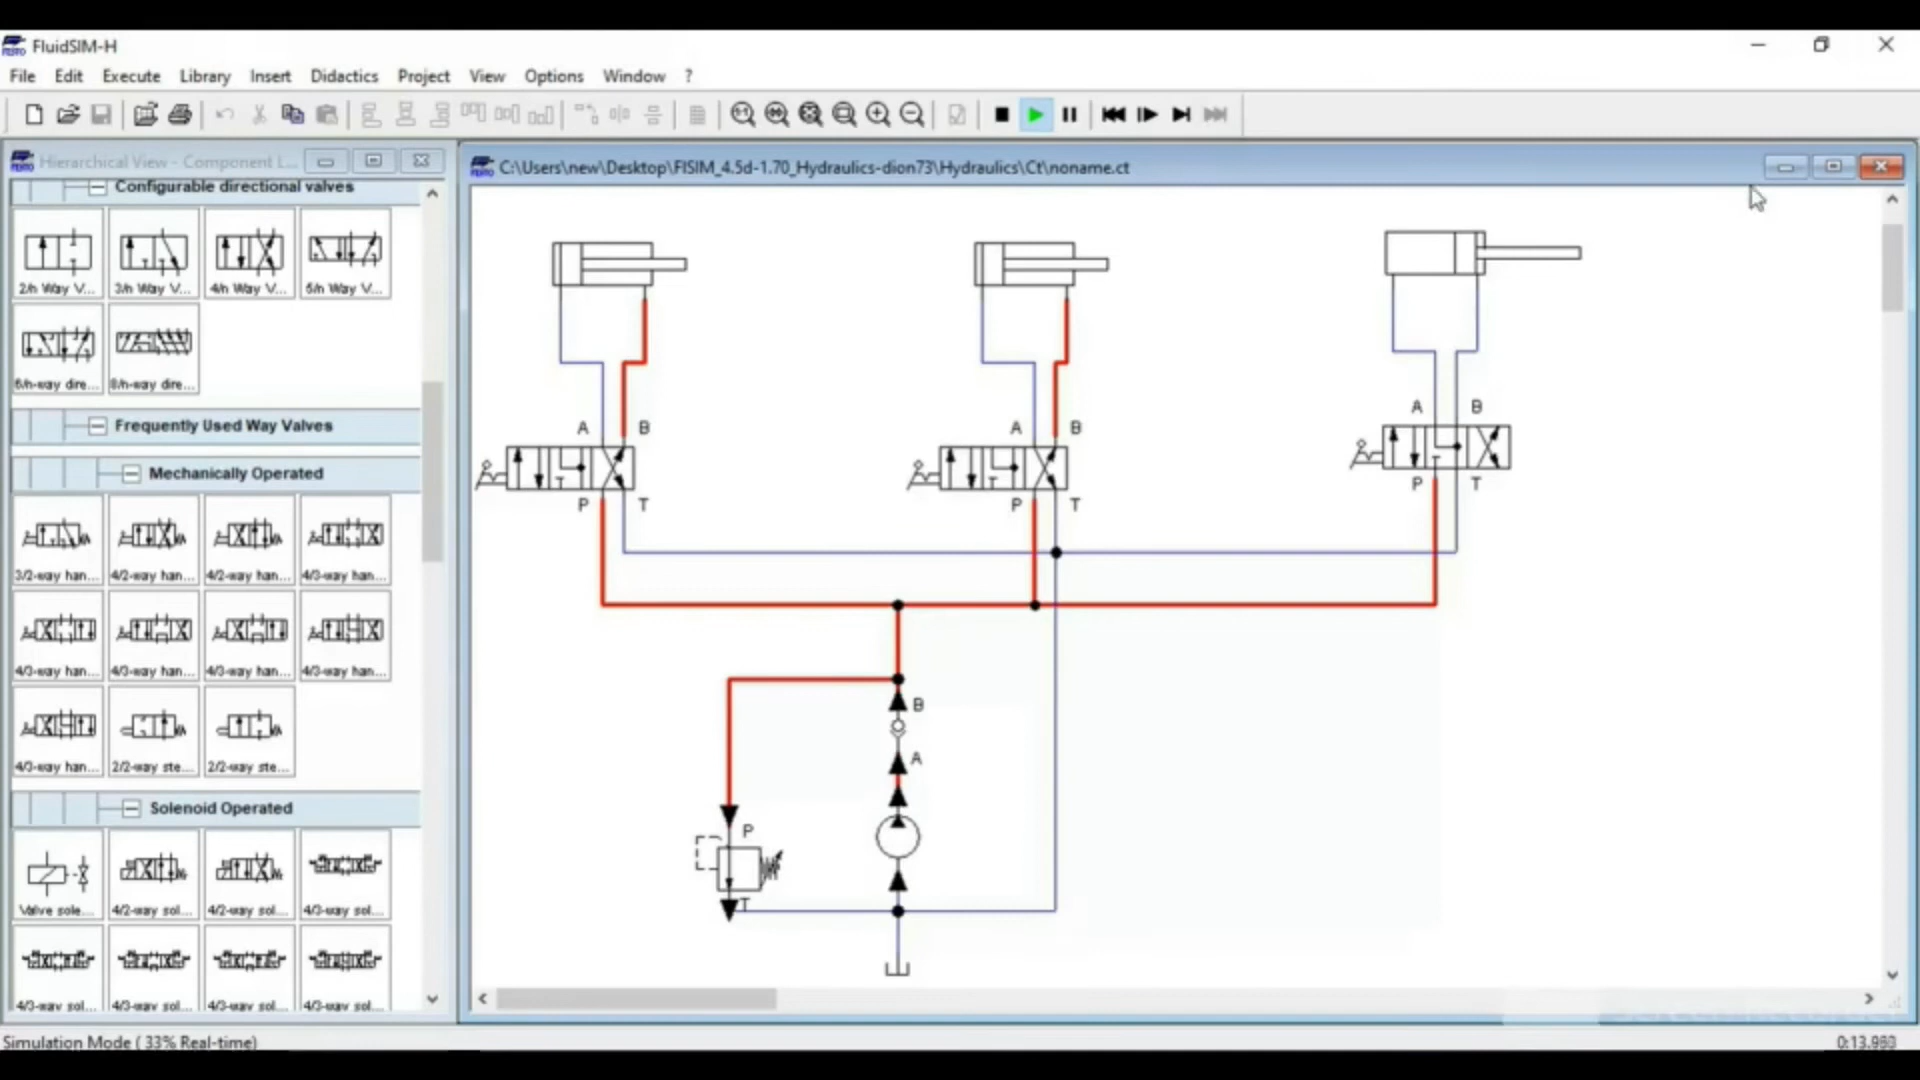 FluidSIM-H
File Edit Execute Library Insert Didactics Project View Options Window ?
Hierarchical View - Component L...
C:\Users\new\Desktop\FISIM_4.5d-1.70_Hydraulics-dion73\Hydraulics\Ct\noname.ct
Configurable directional valves
2/n Way V... 3/n Way V... 4/n Way V... 5/n Way V...
6/n-way dire... 8/n-way dire...
Frequently Used Way Valves
Mechanically Operated
3/2-way han... 4/2-way han... 4/2-way han... 4/3-way han...
4/3-way han... 4/3-way han... 4/3-way han... 4/3-way han...
4/3-way han... 2/2-way ste... 2/2-way ste...
Solenoid Operated
Valve sole... 4/2-way sol... 4/2-way sol... 4/3-way sol...
4/3-way sol... 4/3-way sol... 4/3-way sol... 4/3-way sol...
A B
P T
A B
P T
A B
P T
B
A
P
T
Simulation Mode ( 33% Real-time)